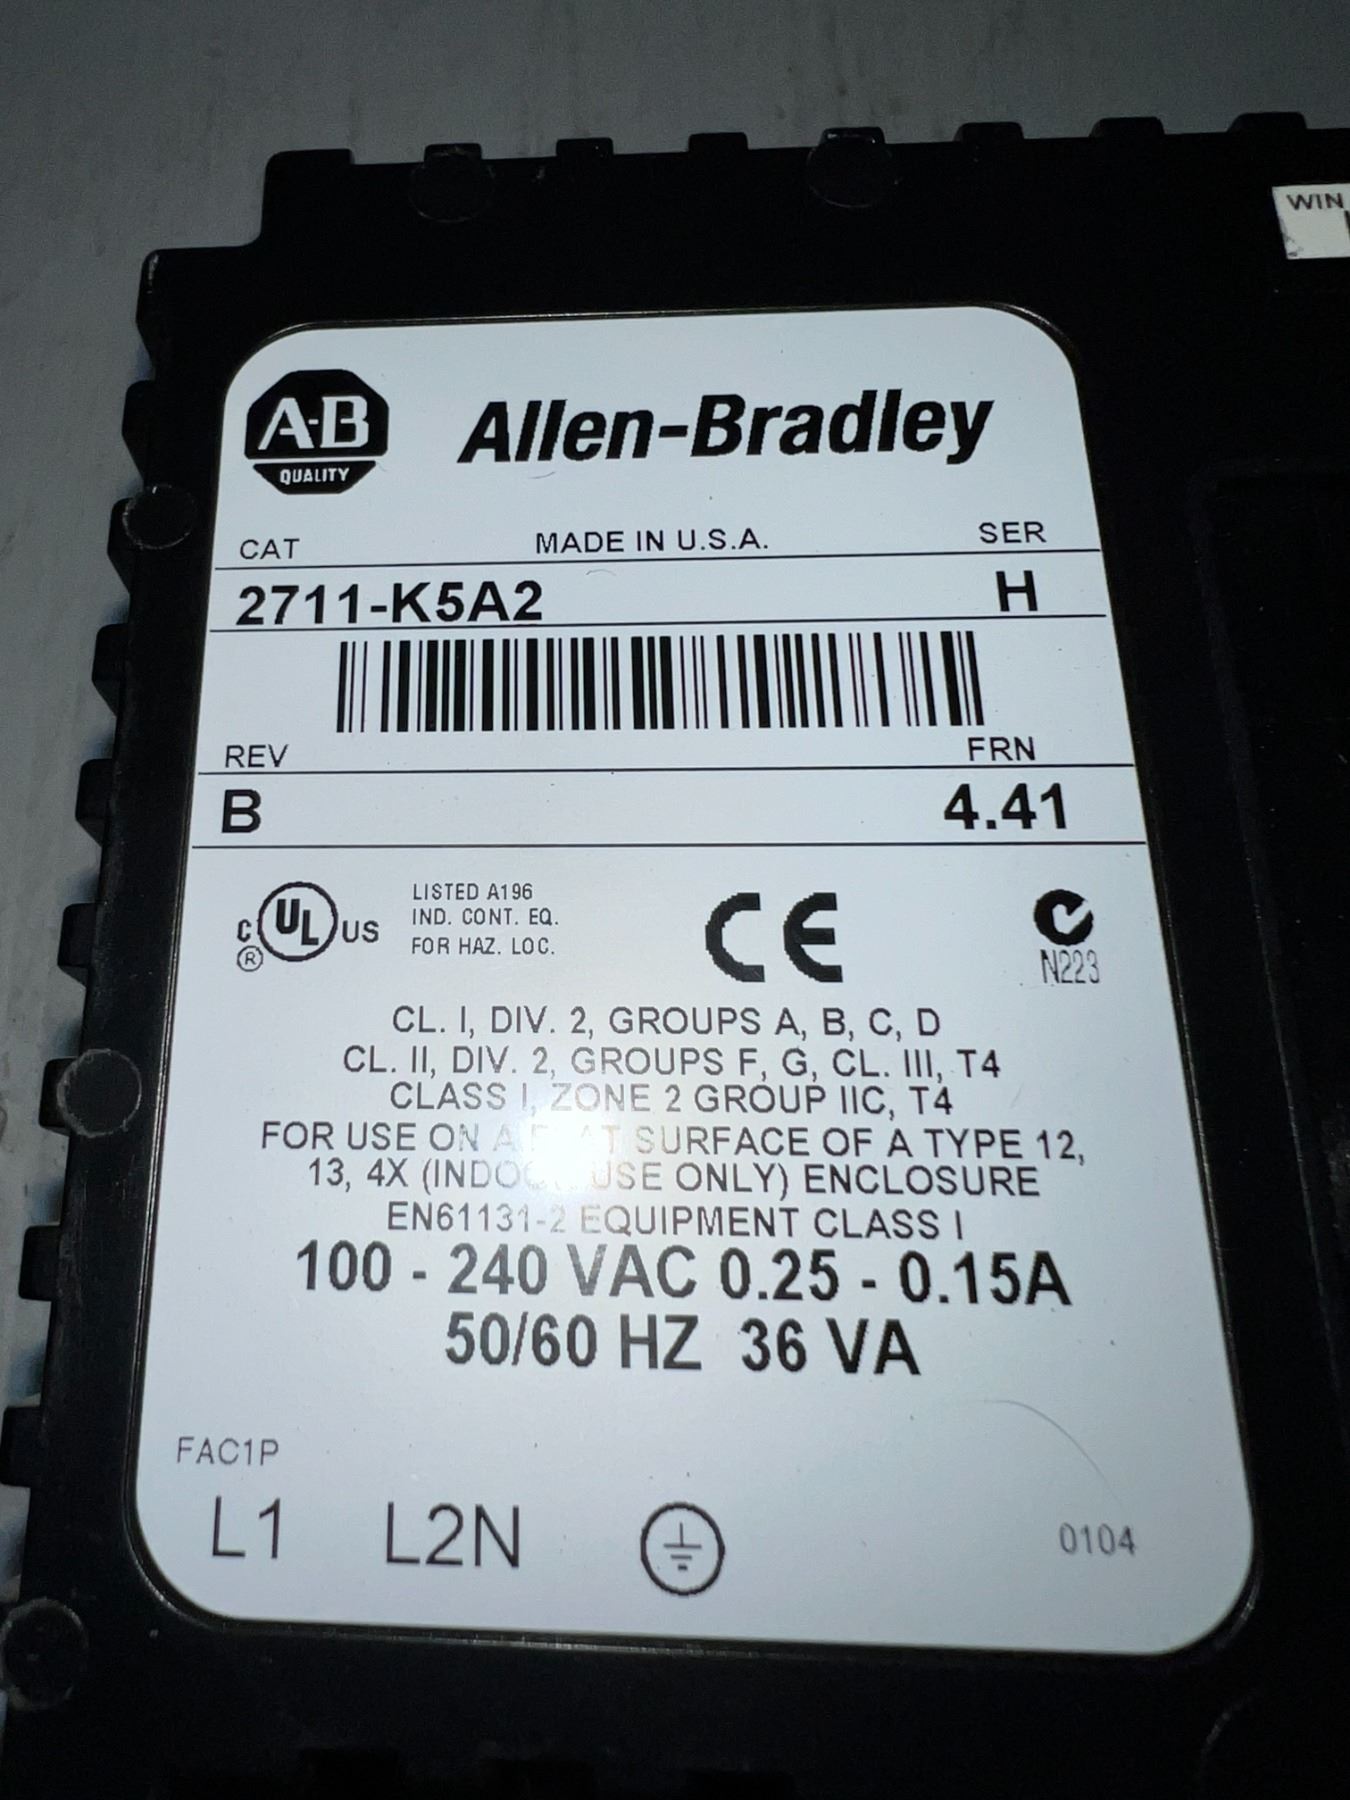 WIN
A-B
QUALITY
Allen-Bradley
CAT MADE IN U.S.A. SER
2711-K5A2 H
REV FRN
B 4.41
C UL US
®
LISTED A196
IND. CONT. EQ.
FOR HAZ. LOC.
CE
N223
CL. I, DIV. 2, GROUPS A, B, C, D
CL. II, DIV. 2, GROUPS F, G, CL. III, T4
CLASS I, ZONE 2 GROUP IIC, T4
FOR USE ON A SURFACE OF A TYPE 12,
13, 4X (INDOOR USE ONLY) ENCLOSURE
EN61131-2 EQUIPMENT CLASS I
100 - 240 VAC 0.25 - 0.15A
50/60 HZ 36 VA
FAC1P
L1 L2N 0104